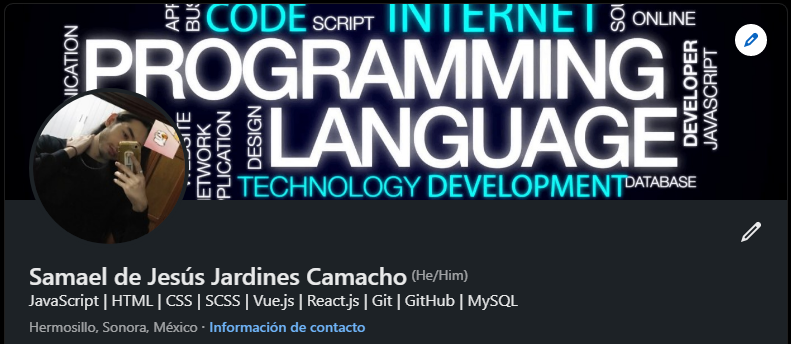 CODE SCRIPT INTERNET ONLINE
PROGRAMMING
LANGUAGE
DESIGN
DEVELOPER
JAVASCRIPT
TECHNOLOGY DEVELOPMENT DATABASE
Samael de Jesús Jardines Camacho (He/Him)
JavaScript | HTML | CSS | SCSS | Vue.js | React.js | Git | GitHub | MySQL
Hermosillo, Sonora, México · Información de contacto